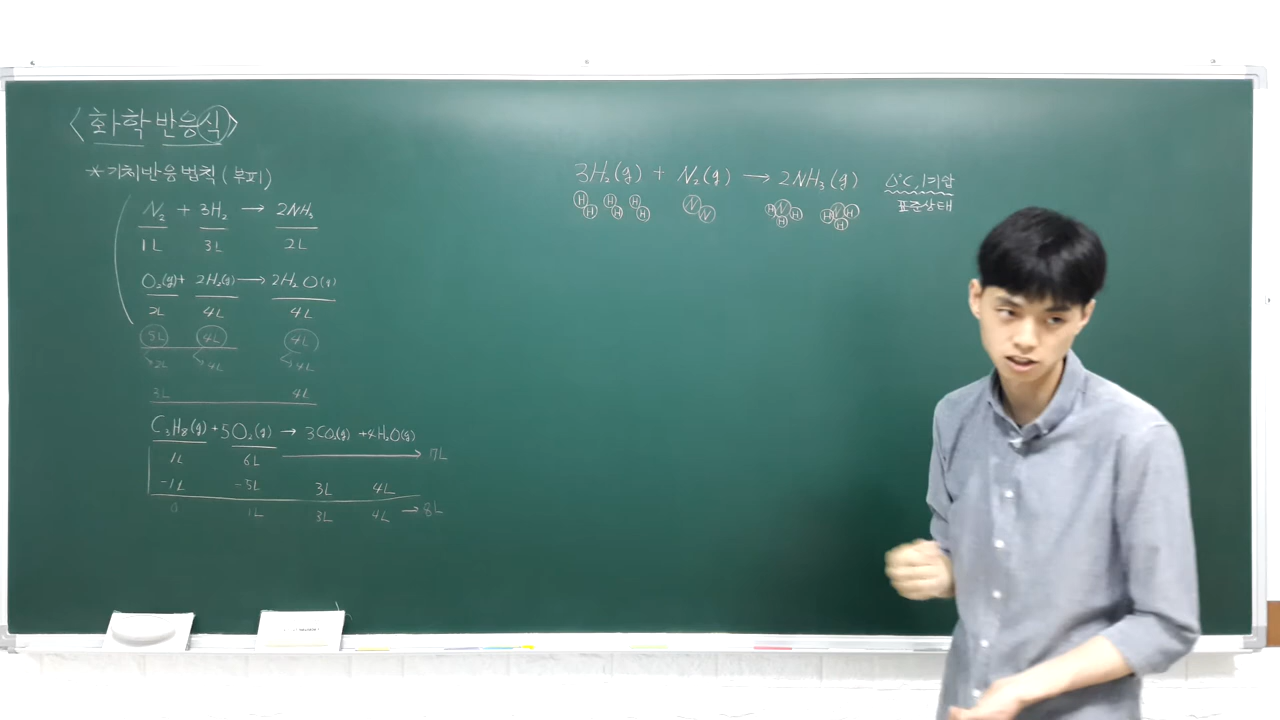 <화학반응식>
*기체반응법칙(부피)
N₂ + 3H₂ → 2NH₃
1L 3L 2L
O₂(g) + 2H₂(g) → 2H₂O(g)
2L 4L 4L
8L 4L 4L
2L 4L 4L
3L 4L
C₃H₈(g) + 5O₂(g) → 3CO₂(g) + 4H₂O(g)
1L 6L → 7L
-1L -5L 3L 4L
0 1L 3L 4L → 8L
3H₂(g) + N₂(g) → 2NH₃(g) 0°C, 1기압
H H H H H H N N H N H H H N H H 표준상태